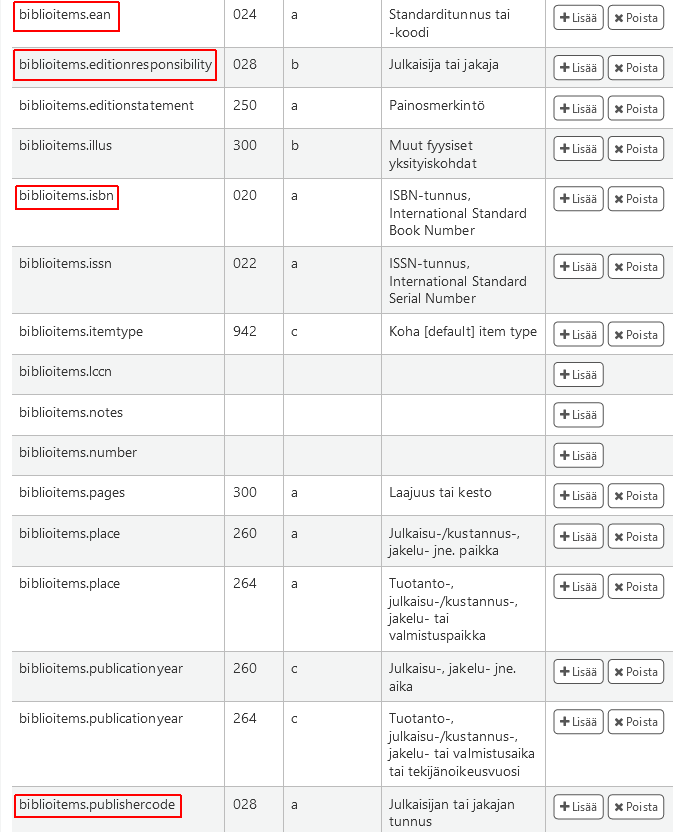 biblioitems.ean 024 a Standarditunnus tai Lisää Poista
-koodi
biblioitems.editionresponsibility 028 b Julkaisija tai jakaja Lisää Poista
biblioitems.editionstatement 250 a Painosmerkintö Lisää Poista
biblioitems.illus 300 b Muut fyysiset Lisää Poista
yksityiskohdat
biblioitems.isbn 020 a ISBN-tunnus, Lisää Poista
International Standard
Book Number
biblioitems.issn 022 a ISSN-tunnus, Lisää Poista
International Standard
Serial Number
biblioitems.itemtype 942 c Koha [default] item type Lisää Poista
biblioitems.lccn Lisää
biblioitems.notes Lisää
biblioitems.number Lisää
biblioitems.pages 300 a Laajuus tai kesto Lisää Poista
biblioitems.place 260 a Julkaisu-/kustannus-, Lisää Poista
jakelu- jne. paikka
biblioitems.place 264 a Tuotanto-, Lisää Poista
julkaisu-/kustannus-,
jakelu- tai
valmistuspaikka
biblioitems.publicationyear 260 c Julkaisu-, jakelu- jne. Lisää Poista
aika
biblioitems.publicationyear 264 c Tuotanto-, Lisää Poista
julkaisu-/kustannus-,
jakelu- tai valmistusaika
tai tekijänoikeusvuosi
biblioitems.publishercode 028 a Julkaisijan tai jakajan Lisää Poista
tunnus